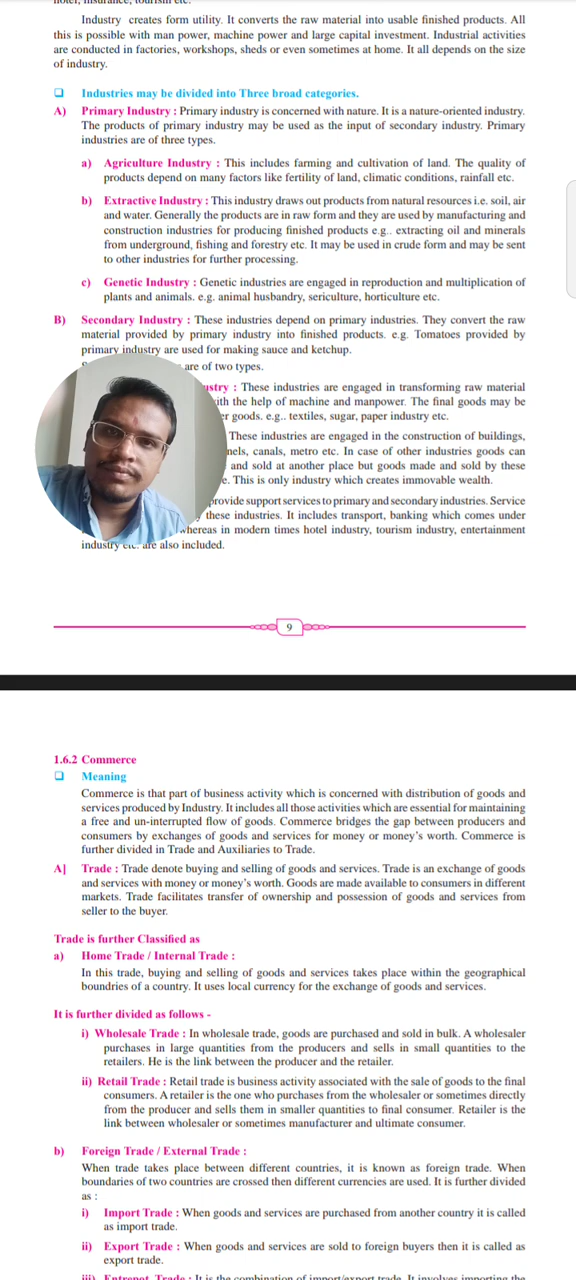 Industry creates form utility. It converts the raw material into usable finished products. All
this is possible with man power, machine power and large capital investment. Industrial activities
are conducted in factories, workshops, sheds or even sometimes at home. It all depends on the size
of industry.
❑ Industries may be divided into Three broad categories.
A) Primary Industry : Primary industry is concerned with nature. It is a nature-oriented industry.
The products of primary industry may be used as the input of secondary industry. Primary
industries are of three types.
a) Agriculture Industry : This includes farming and cultivation of land. The quality of
products depend on many factors like fertility of land, climatic conditions, rainfall etc.
b) Extractive Industry : This industry draws out products from natural resources i.e. soil, air
and water. Generally the products are in raw form and they are used by manufacturing and
construction industries for producing finished products e.g.. extracting oil and minerals
from underground, fishing and forestry etc. It may be used in crude form and may be sent
to other industries for further processing.
c) Genetic Industry : Genetic industries are engaged in reproduction and multiplication of
plants and animals. e.g. animal husbandry, sericulture, horticulture etc.
B) Secondary Industry : These industries depend on primary industries. They convert the raw
material provided by primary industry into finished products. e.g. Tomatoes provided by
primary industry are used for making sauce and ketchup.
are of two types.
: These industries are engaged in transforming raw material
the help of machine and manpower. The final goods may be
goods. e.g.. textiles, sugar, paper industry etc.
These industries are engaged in the construction of buildings,
canals, metro etc. In case of other industries goods can
and sold at another place but goods made and sold by these
This is only industry which creates immovable wealth.
provide support services to primary and secondary industries. Service
these industries. It includes transport, banking which comes under
whereas in modern times hotel industry, tourism industry, entertainment
industry etc. are also included.
9
1.6.2 Commerce
❑ Meaning
Commerce is that part of business activity which is concerned with distribution of goods and
services produced by Industry. It includes all those activities which are essential for maintaining
a free and un-interrupted flow of goods. Commerce bridges the gap between producers and
consumers by exchanges of goods and services for money or money's worth. Commerce is
further divided in Trade and Auxiliaries to Trade.
A] Trade : Trade denote buying and selling of goods and services. Trade is an exchange of goods
and services with money or money's worth. Goods are made available to consumers in different
markets. Trade facilitates transfer of ownership and possession of goods and services from
seller to the buyer.
Trade is further Classified as
a) Home Trade / Internal Trade :
In this trade, buying and selling of goods and services takes place within the geographical
boundries of a country. It uses local currency for the exchange of goods and services.
It is further divided as follows -
i) Wholesale Trade : In wholesale trade, goods are purchased and sold in bulk. A wholesaler
purchases in large quantities from the producers and sells in small quantities to the
retailers. He is the link between the producer and the retailer.
ii) Retail Trade : Retail trade is business activity associated with the sale of goods to the final
consumers. A retailer is the one who purchases from the wholesaler or sometimes directly
from the producer and sells them in smaller quantities to final consumer. Retailer is the
link between wholesaler or sometimes manufacturer and ultimate consumer.
b) Foreign Trade / External Trade :
When trade takes place between different countries, it is known as foreign trade. When
boundaries of two countries are crossed then different currencies are used. It is further divided
as :
i) Import Trade : When goods and services are purchased from another country it is called
as import trade.
ii) Export Trade : When goods and services are sold to foreign buyers then it is called as
export trade.
iii) Entrepot Trade : It is the combination of import/export trade. It involves importing the